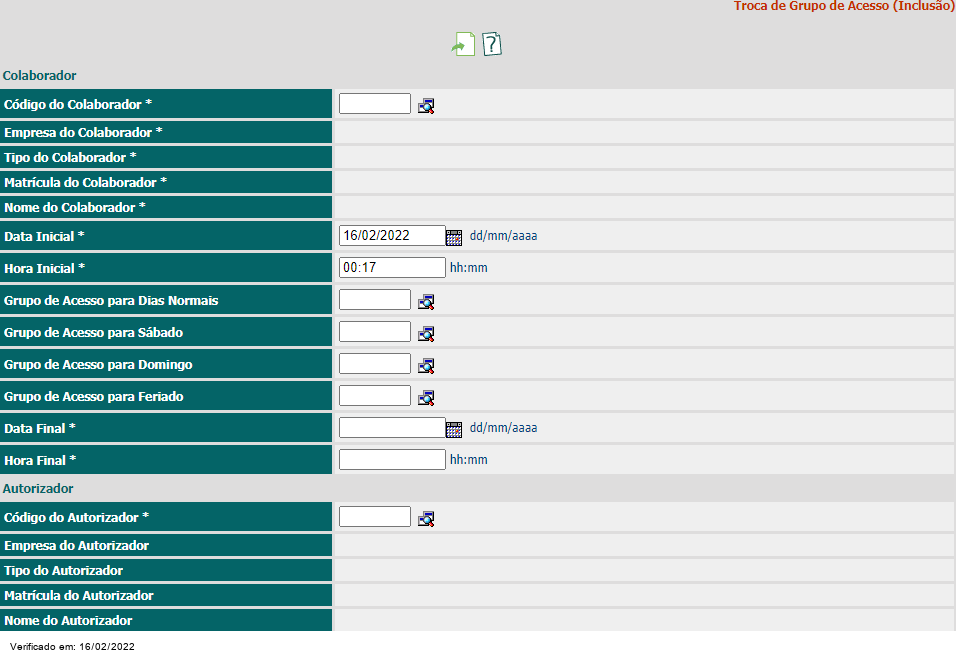 Troca de Grupo de Acesso (Inclusão)
?
Colaborador
Código do Colaborador *
Empresa do Colaborador *
Tipo do Colaborador *
Matrícula do Colaborador *
Nome do Colaborador *
Data Inicial * 16/02/2022 dd/mm/aaaa
Hora Inicial * 00:17 hh:mm
Grupo de Acesso para Dias Normais
Grupo de Acesso para Sábado
Grupo de Acesso para Domingo
Grupo de Acesso para Feriado
Data Final * dd/mm/aaaa
Hora Final * hh:mm
Autorizador
Código do Autorizador *
Empresa do Autorizador
Tipo do Autorizador
Matrícula do Autorizador
Nome do Autorizador
Verificado em: 16/02/2022